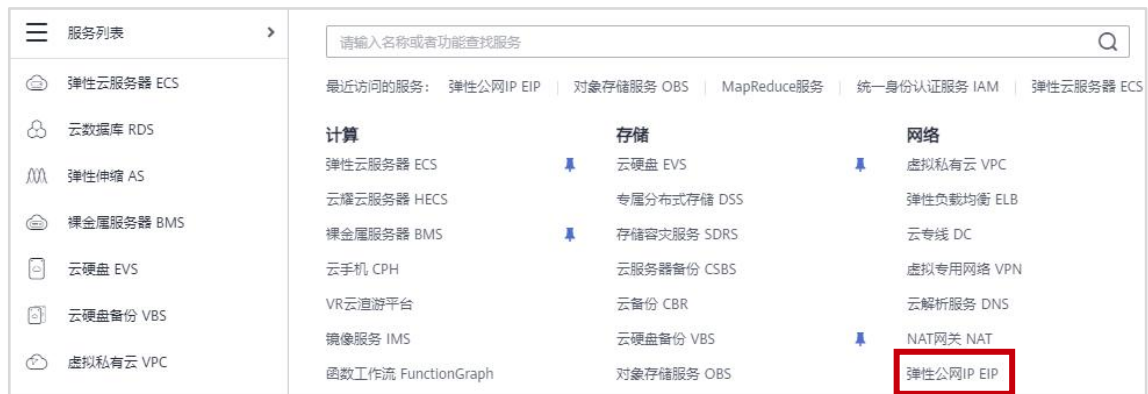 服务列表
弹性云服务器 ECS
云数据库 RDS
弹性伸缩 AS
裸金属服务器 BMS
云硬盘 EVS
云硬盘备份 VBS
虚拟私有云 VPC
请输入名称或者功能查找服务
最近访问的服务： 弹性公网IP EIP 对象存储服务 OBS MapReduce服务 统一身份认证服务 IAM 弹性云服务器 ECS
计算
弹性云服务器 ECS
云耀云服务器 HECS
裸金属服务器 BMS
云手机 CPH
VR云渲游平台
镜像服务 IMS
函数工作流 FunctionGraph
存储
云硬盘 EVS
专属分布式存储 DSS
存储容灾服务 SDRS
云服务器备份 CSBS
云备份 CBR
云硬盘备份 VBS
对象存储服务 OBS
网络
虚拟私有云 VPC
弹性负载均衡 ELB
云专线 DC
虚拟专用网络 VPN
云解析服务 DNS
NAT网关 NAT
弹性公网IP EIP